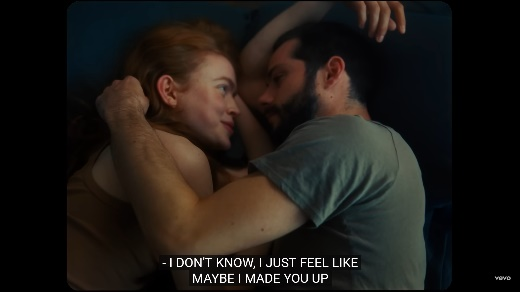 - I DON'T KNOW, I JUST FEEL LIKE
MAYBE I MADE YOU UP
vevo